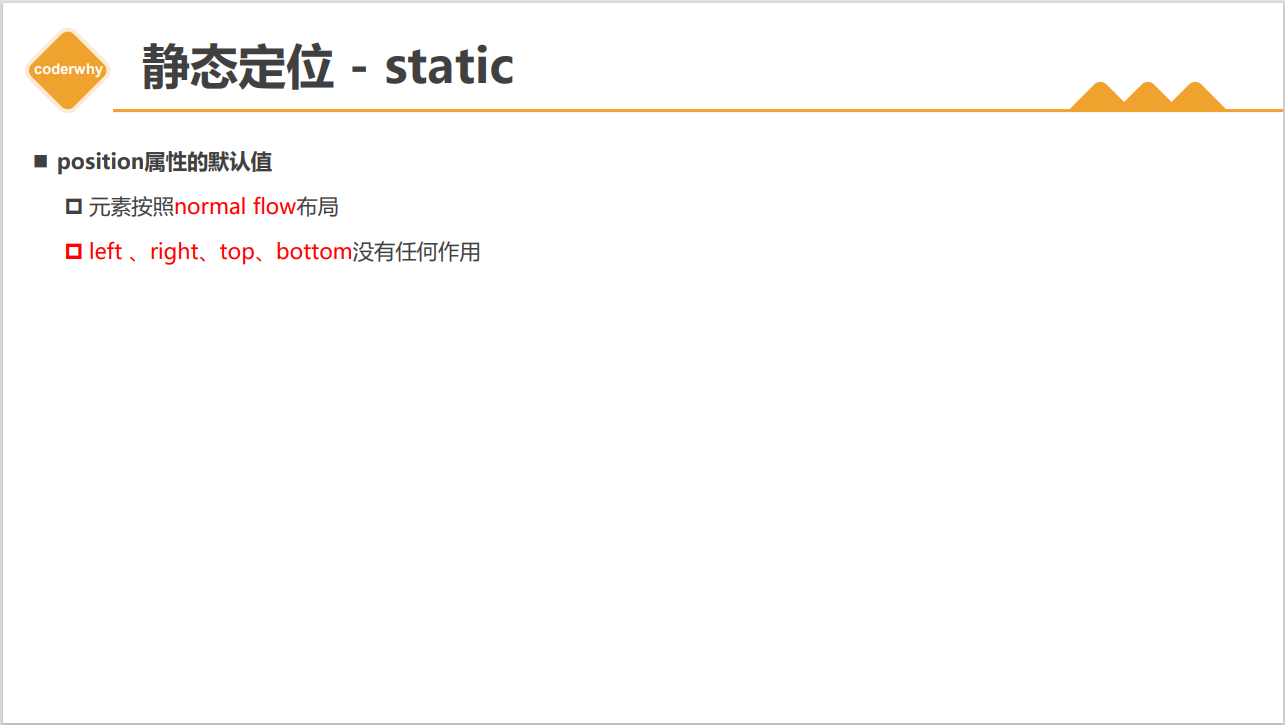 coderwhy
静态定位 - static
position属性的默认值
元素按照normal flow布局
left 、right、top、bottom没有任何作用